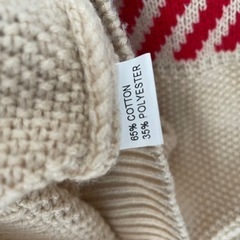 65% COTTON
35% POLYESTER